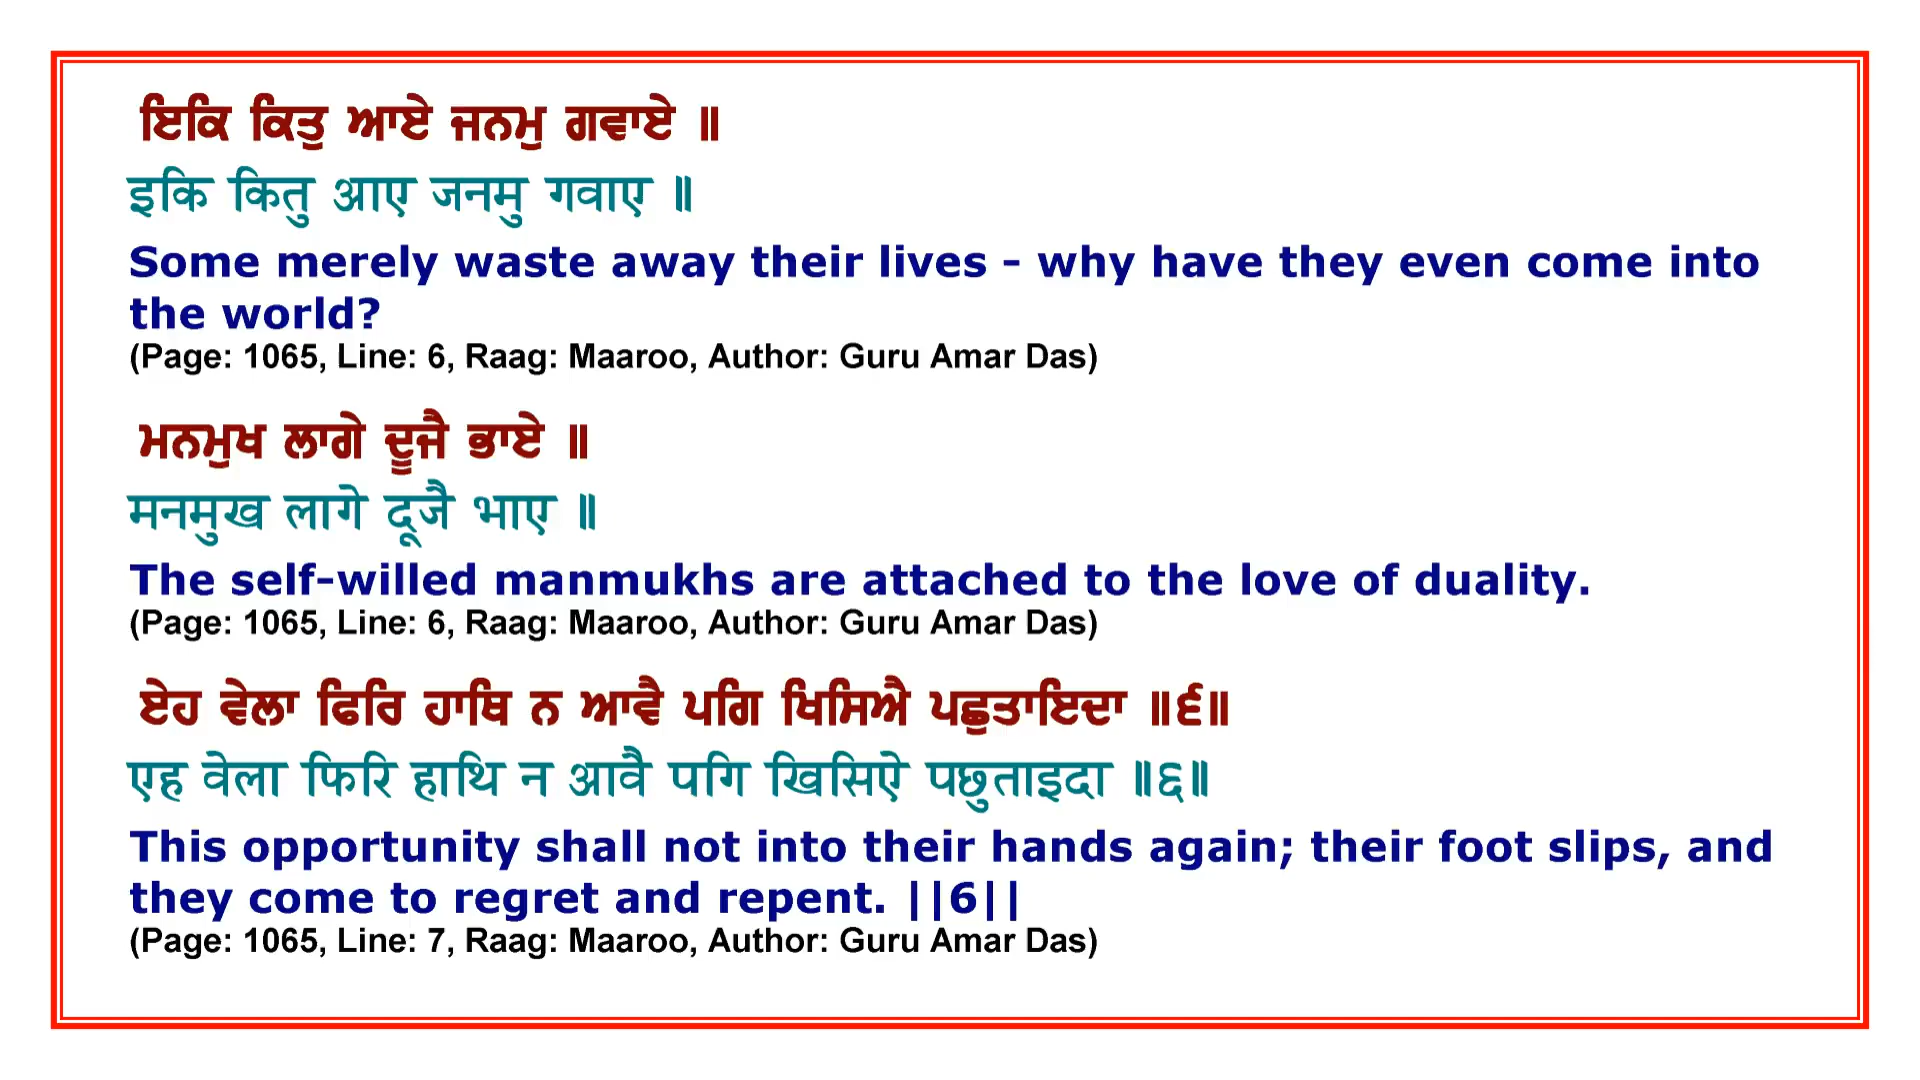 ਇਕਿ ਕਿਤੁ ਆਏ ਜਨਮੁ ਗਵਾਏ ॥
इकि कितु आए जनमु गवाए ॥
Some merely waste away their lives - why have they even come into
the world?
(Page: 1065, Line: 6, Raag: Maaroo, Author: Guru Amar Das)
ਮਨਮੁਖ ਲਾਗੇ ਦੂਜੈ ਭਾਏ ॥
मनमुख लागे दूजै भाए ॥
The self-willed manmukhs are attached to the love of duality.
(Page: 1065, Line: 6, Raag: Maaroo, Author: Guru Amar Das)
ਏਹ ਵੇਲਾ ਫਿਰਿ ਹਾਥਿ ਨ ਆਵੈ ਪਗਿ ਖਿਸਿਐ ਪਛੁਤਾਇਦਾ ॥੬॥
एह वेला फिरि हाथि न आवै पगि खिसिऐ पछुताइदा ॥६॥
This opportunity shall not into their hands again; their foot slips, and
they come to regret and repent. ||6||
(Page: 1065, Line: 7, Raag: Maaroo, Author: Guru Amar Das)